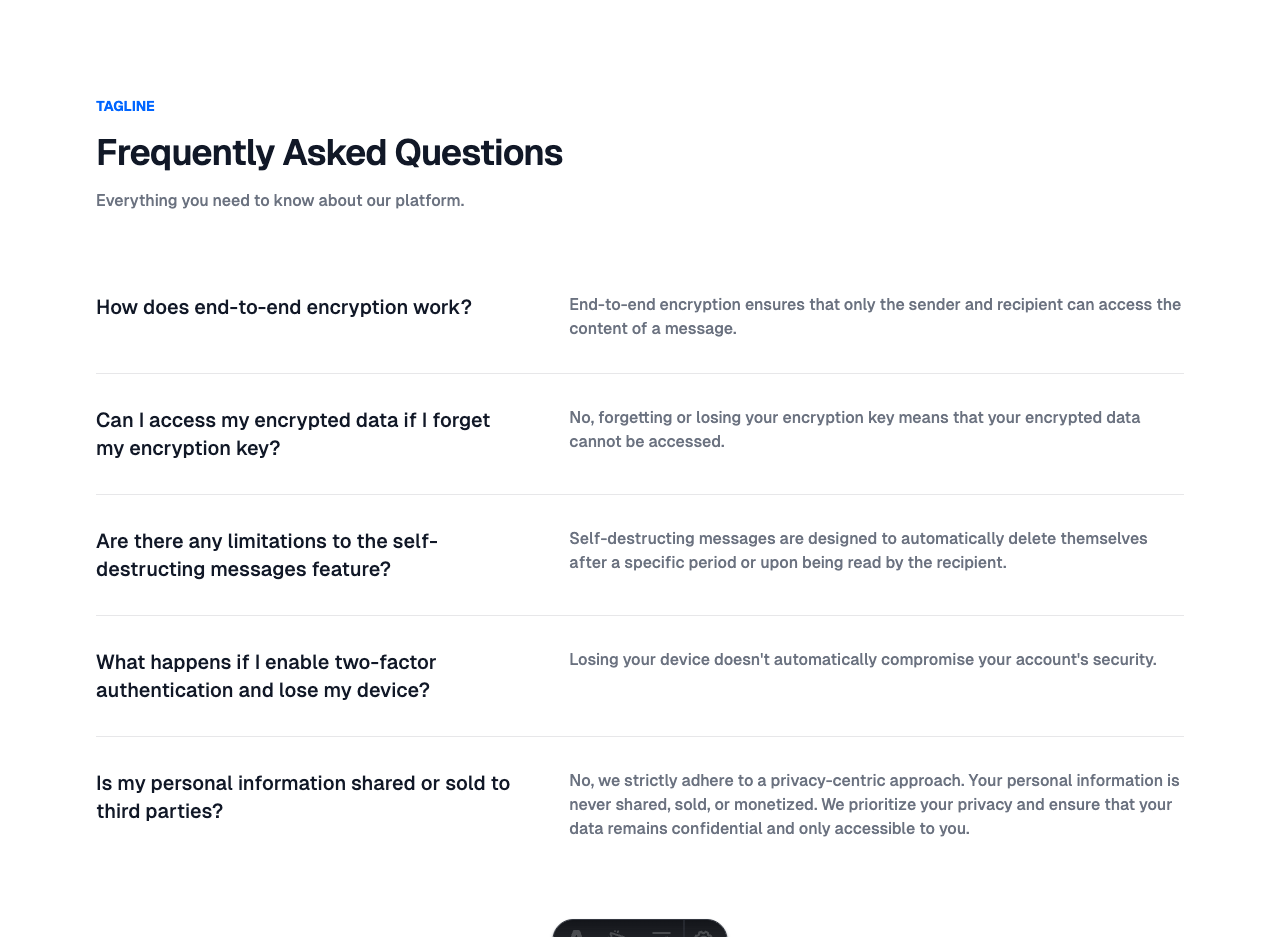 TAGLINE
Frequently Asked Questions
Everything you need to know about our platform.
How does end-to-end encryption work?
End-to-end encryption ensures that only the sender and recipient can access the
content of a message.
Can I access my encrypted data if I forget
my encryption key?
No, forgetting or losing your encryption key means that your encrypted data
cannot be accessed.
Are there any limitations to the self-
destructing messages feature?
Self-destructing messages are designed to automatically delete themselves
after a specific period or upon being read by the recipient.
What happens if I enable two-factor
authentication and lose my device?
Losing your device doesn't automatically compromise your account's security.
Is my personal information shared or sold to
third parties?
No, we strictly adhere to a privacy-centric approach. Your personal information is
never shared, sold, or monetized. We prioritize your privacy and ensure that your
data remains confidential and only accessible to you.